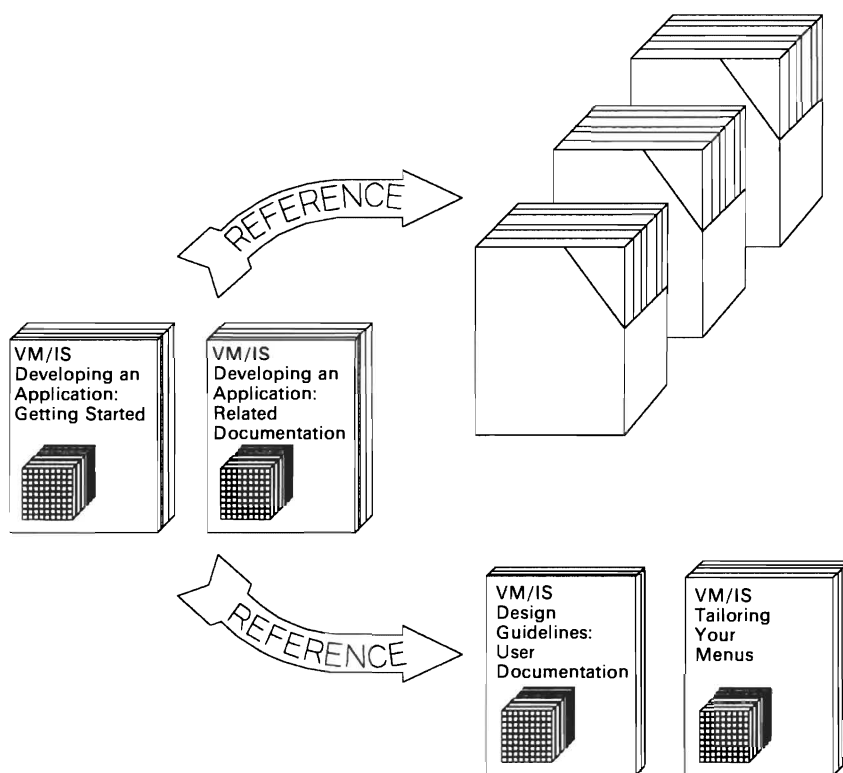 REFERENCE
VM/IS
Developing an
Application:
Getting Started
VM/IS
Developing an
Application:
Related
Documentation
REFERENCE
VM/IS
Design
Guidelines:
User
Documentation
VM/IS
Tailoring
Your
Menus